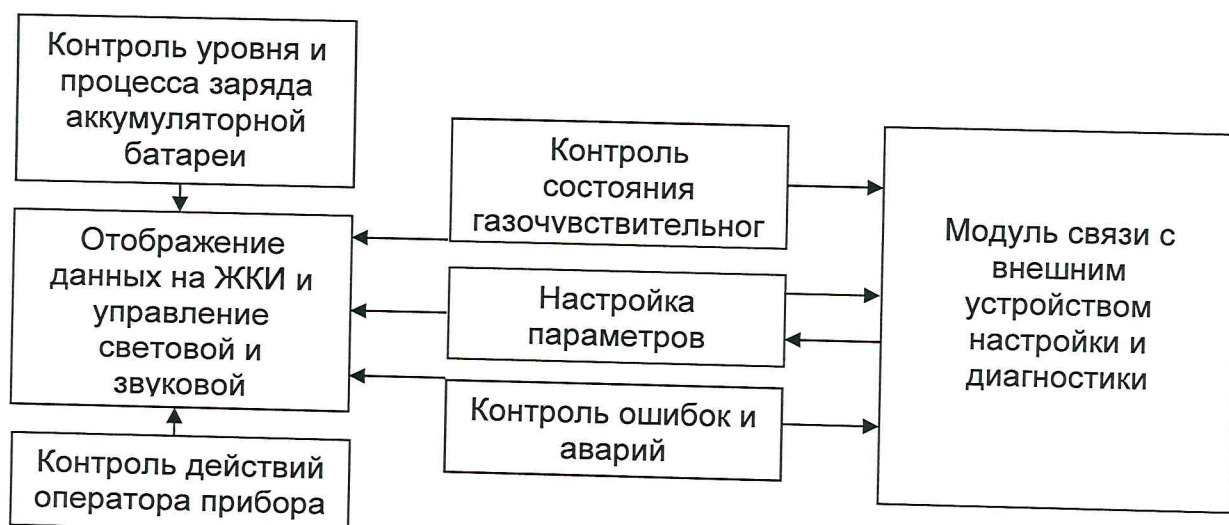 Контроль уровня и
процесса заряда
аккумуляторной
батареи
Отображение
данных на ЖКИ и
управление
световой и
звуковой
Контроль действий
оператора прибора
Контроль
состояния
газочувствительног
Настройка
параметров
Контроль ошибок и
аварий
Модуль связи с
внешним
устройством
настройки и
диагностики